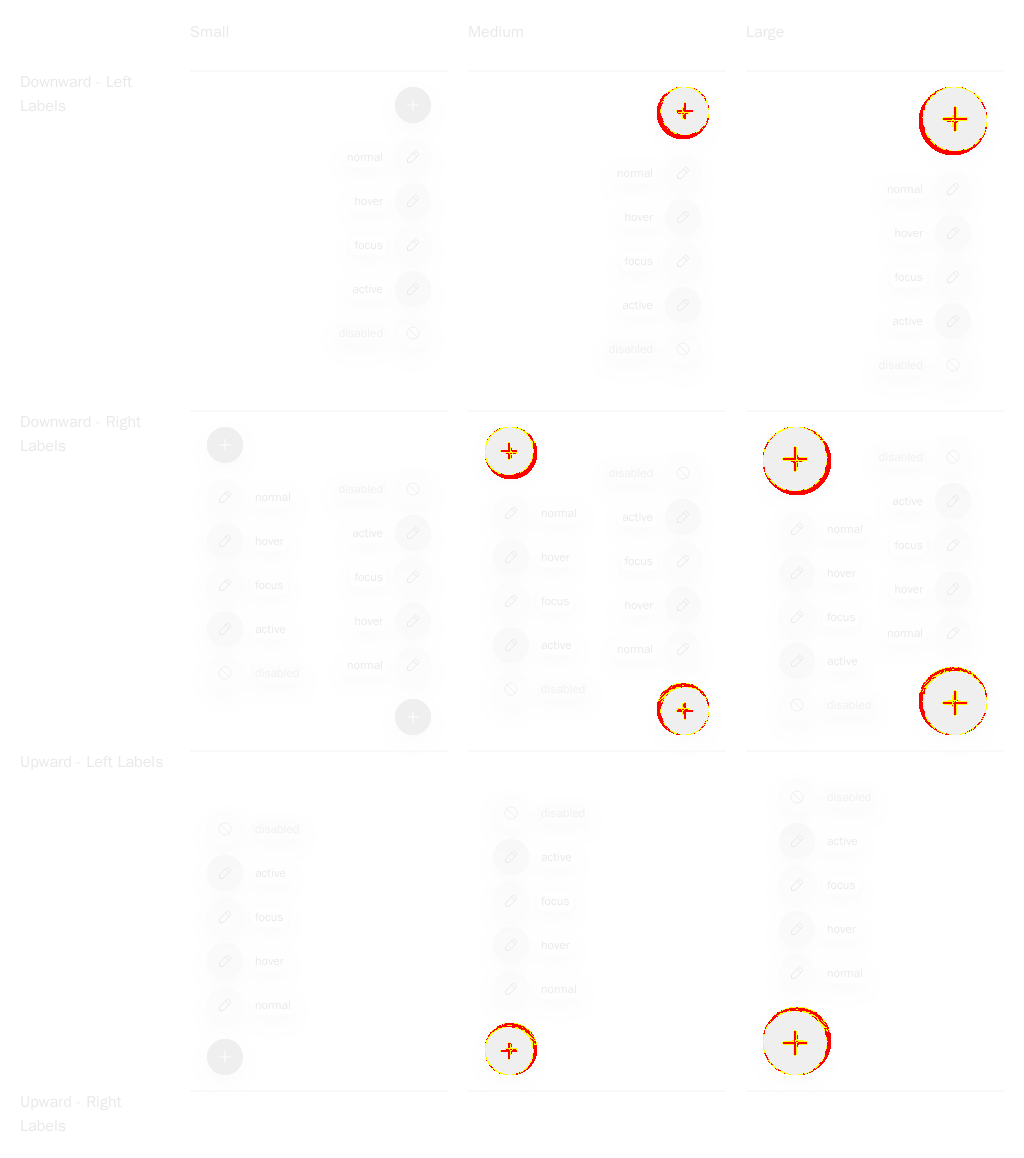 Small Medium Large
Downward - Left
Labels
normal
normal
normal
hover
hover
hover
focus
focus
focus
active
active
active
disabled
disabled
disabled
Downward - Right
Labels
disabled
disabled
disabled
normal
active
normal
active
normal
active
hover
focus
hover
focus
hover
focus
focus
hover
focus
hover
focus
hover
active
normal
active
normal
active
normal
disabled
disabled
disabled
Upward - Left Labels
disabled
disabled
disabled
active
active
active
focus
focus
focus
hover
hover
hover
normal
normal
normal
Upward - Right
Labels